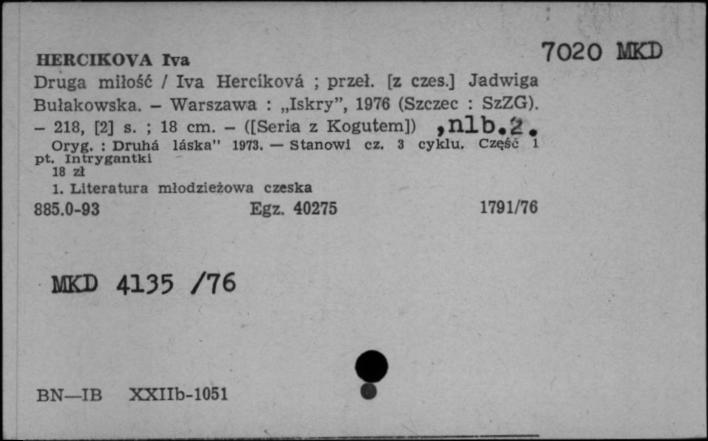 7020 MKD
HERCIKOVA Iva
Druga miłość / Iva Hercíková ; przeł. [z czes.] Jadwiga
Bułakowska. — Warszawa : „Iskry”, 1976 (Szczec : SzZG).
— 218, [2] s. ; 18 cm. — ([Seria z Kogutem]) ,nlb.2.
Oryg. : Druhá láska" 1973. — Stanowi cz. 3 cyklu. Część 1
pt. Intrygantki
18 zł
1. Literatura młodzieżowa czeska
885.0-93 Egz. 40275 1791/76
MKD 4135 /76
BN—IB XXIIb-1051